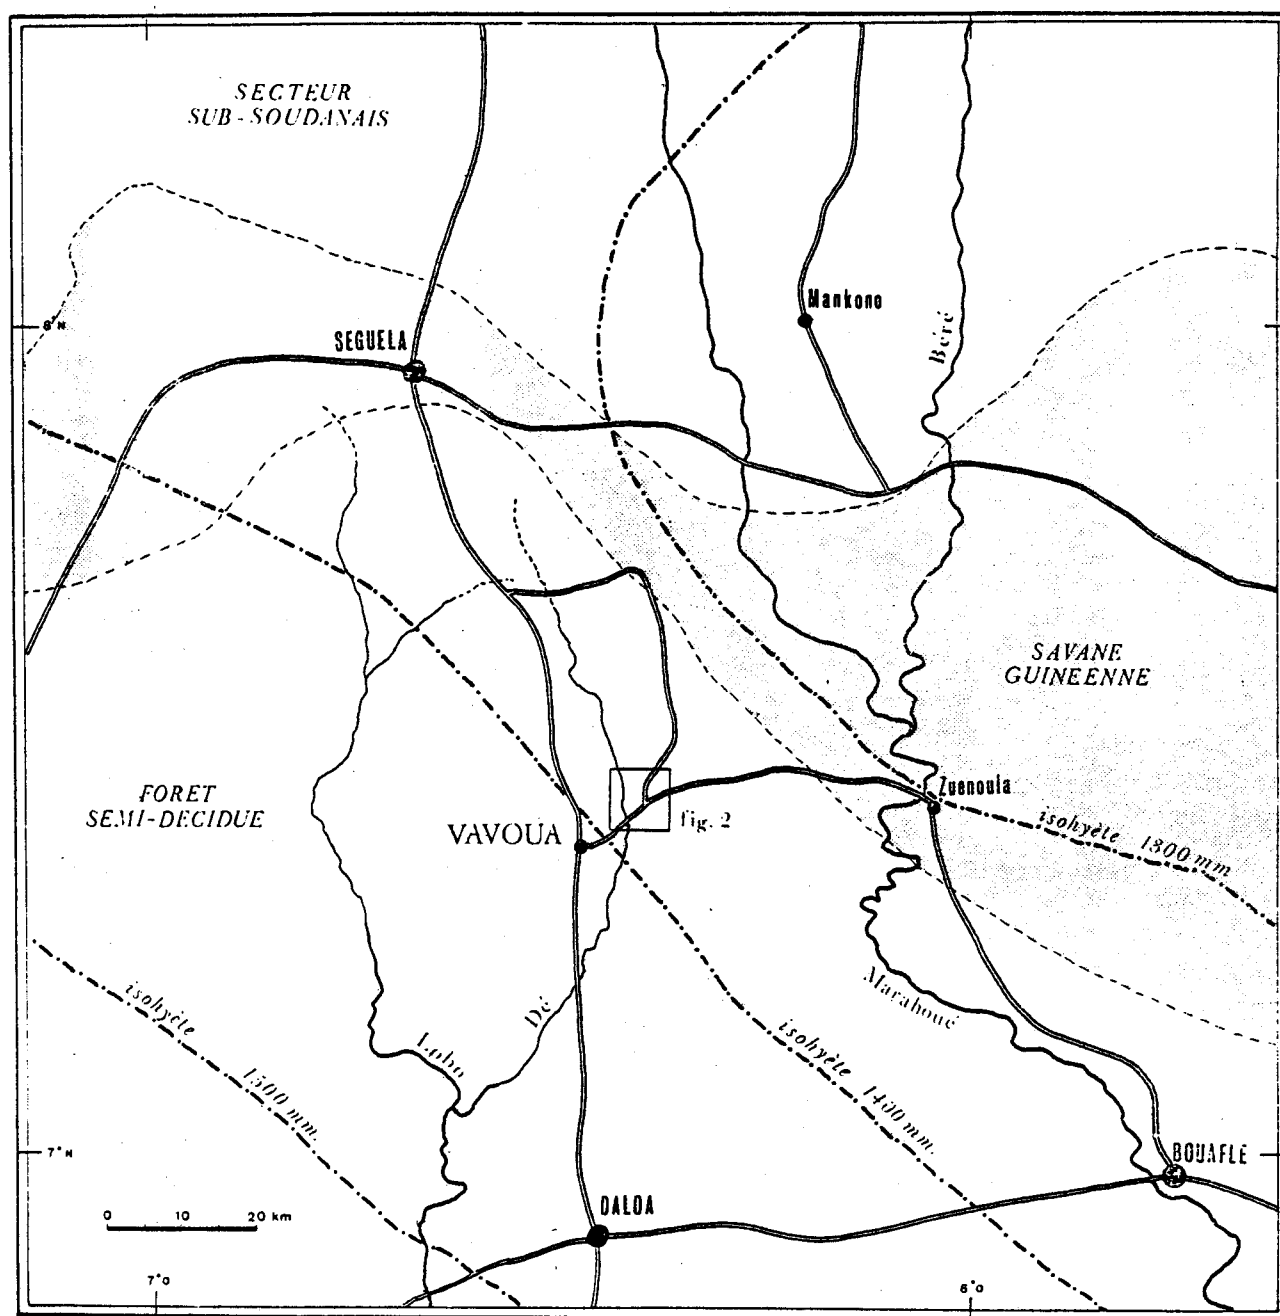 SECTEUR
SUB-SOUDANAIS
Mankono
8°N
SEGUELA
Béré
SAVANE
GUINEENNE
FORET
SEMI-DECIDUE
Zuenoula
VAVOUA
fig. 2
isohyète 1300 mm
Marahoué
isohyète
1500 mm.
Dé
Lobo
isohyète
1400 mm.
7°N
BOUAFLE
DALOA
0 10 20 km
7°O
6°O